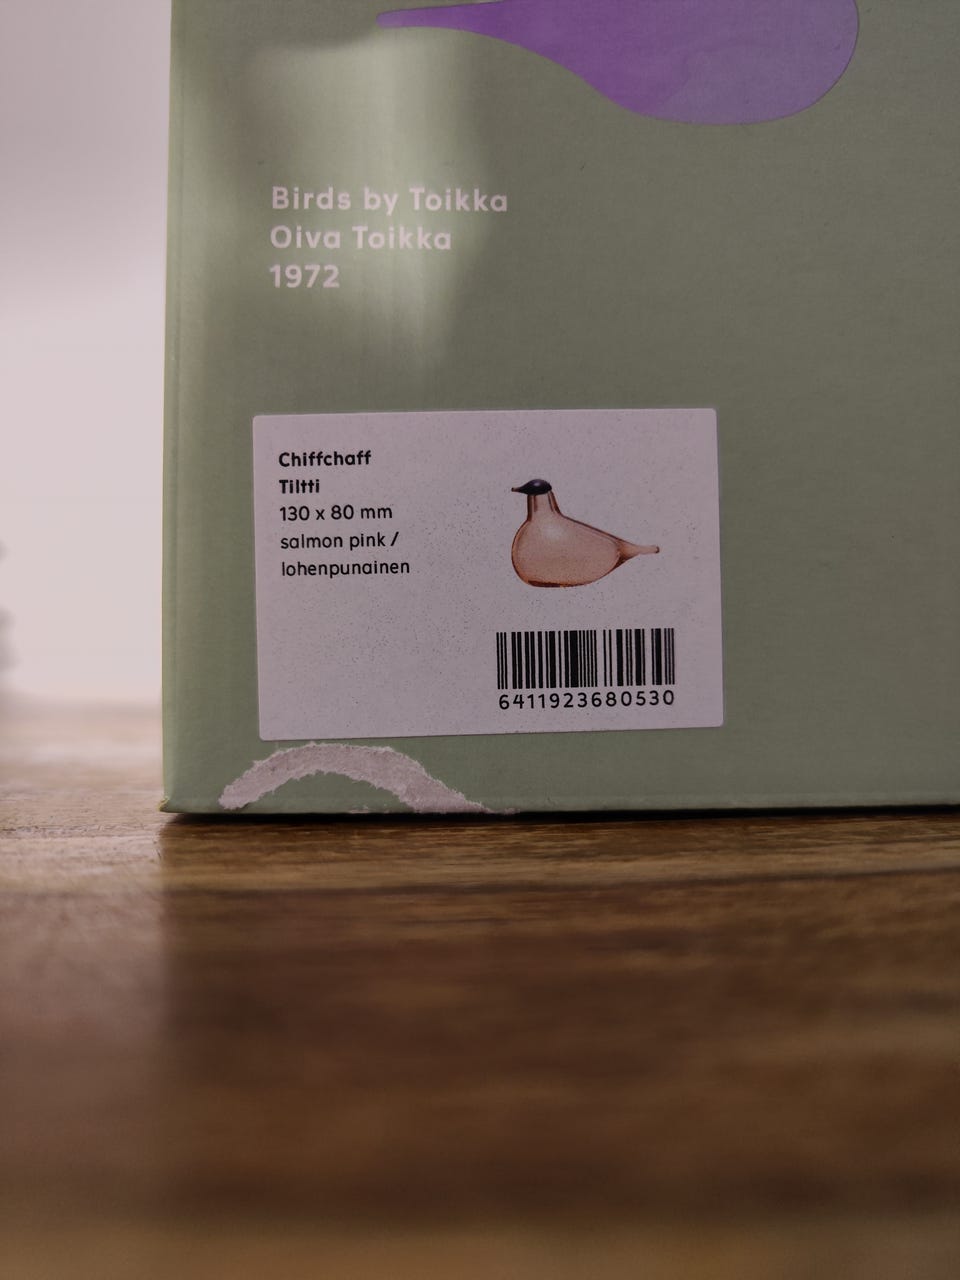 Birds by Toikka
Oiva Toikka
1972
Chiffchaff
Tiltti
130 x 80 mm
salmon pink /
lohenpunainen
6411923680530